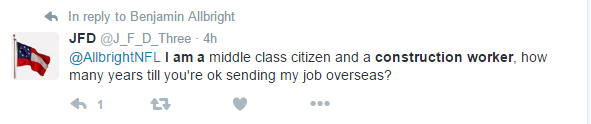 In reply to Benjamin Allbright
JFD @J_F_D_Three · 4h
@AllbrightNFL I am a middle class citizen and a construction worker, how
many years till you're ok sending my job overseas?
1